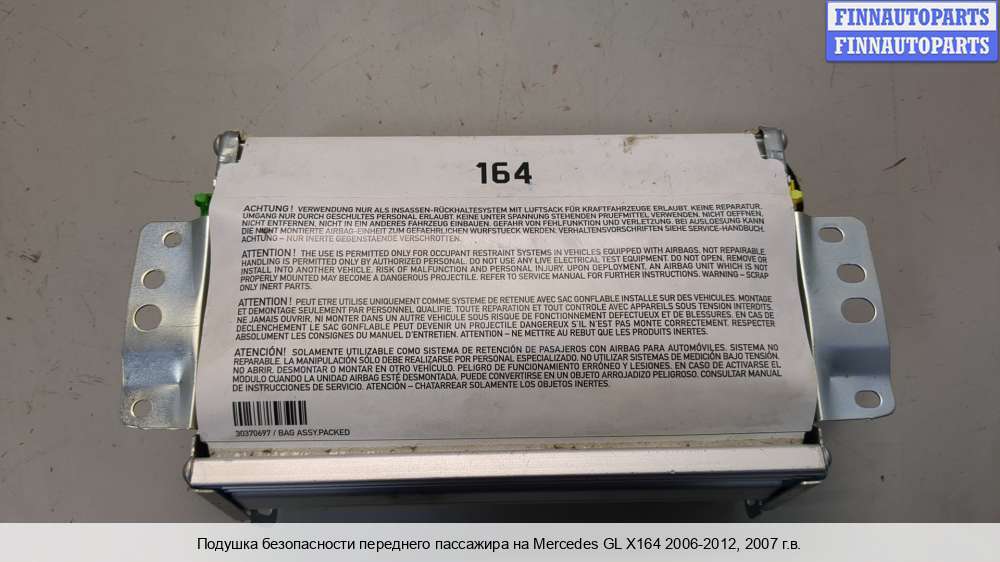 FINNAUTOPARTS
FINNAUTOPARTS
164
ACHTUNG! VERWENDUNG NUR ALS INSASSEN-RÜCKHALTESYSTEM MIT LUFTSACK FÜR KRAFTFAHRZEUGE ERLAUBT. KEINE REPARATUR,
UMGANG NUR DURCH GESCHULTES PERSONAL ERLAUBT. KEINE UNTER SPANNUNG STEHENDEN PRUEFMITTEL VERWENDEN. NICHT OEFFNEN,
NICHT ENTFERNEN, NICHT IN EIN ANDERES FAHRZEUG EINBAUEN. GEFAHR VON FEHLFUNKTION UND VERLETZUNG. BEI AUSLOESUNG KANN
DIE NICHT MONTIERTE AIRBAG-EINHEIT ZUM GEFAEHRLICHEN WURFSTUECK WERDEN. VERHALTENSVORSCHRIFTEN SIEHE SERVICE-HANDBUCH.
ACHTUNG – NUR INERTE GEGENSTAENDE VERSCHROTTEN.
ATTENTION! THE USE IS PERMITTED ONLY FOR OCCUPANT RESTRAINT SYSTEMS IN VEHICLES EQUIPPED WITH AIRBAGS. NOT REPAIRABLE.
HANDLING IS PERMITTED ONLY BY AUTHORIZED PERSONAL. DO NOT USE ANY LIVE ELECTRICAL TEST EQUIPMENT. DO NOT OPEN, REMOVE OR
INSTALL INTO ANOTHER VEHICLE. RISK OF MALFUNCTION AND PERSONAL INJURY. UPON DEPLOYMENT, AN AIRBAG UNIT WHICH IS NOT
PROPERLY MOUNTED MAY BECOME A DANGEROUS PROJECTILE. REFER TO SERVICE MANUAL FOR FURTHER INSTRUCTIONS. WARNING – SCRAP
ONLY INERT PARTS.
ATTENTION! PEUT ETRE UTILISE UNIQUEMENT COMME SYSTEME DE RETENUE AVEC SAC GONFLABLE INSTALLE SUR DES VEHICULES. MONTAGE
ET DEMONTAGE SEULEMENT PAR PERSONNEL QUALIFIE. TOUTE REPARATION ET TOUT CONTROLE AVEC APPAREILS SOUS TENSION INTERDITS.
NE JAMAIS OUVRIR, NI MONTER DANS UN AUTRE VEHICULE SOUS RISQUE DE FONCTIONNEMENT DEFECTUEUX ET DE BLESSURES. EN CAS DE
DECLENCHEMENT LE SAC GONFLABLE PEUT DEVENIR UN PROJECTILE DANGEREUX S'IL N'EST PAS MONTE CORRECTEMENT. RESPECTER
ABSOLUMENT LES CONSIGNES DU MANUEL D'ENTRETIEN. ATTENTION – NE METTRE AU REBUT QUE LES PRODUITS INERTES.
ATENCIÓN! SOLAMENTE UTILIZABLE COMO SISTEMA DE RETENCIÓN DE PASAJEROS CON AIRBAG PARA AUTOMÓVILES. SISTEMA NO
REPARABLE. LA MANIPULACIÓN SÓLO DEBE REALIZARSE POR PERSONAL ESPECIALIZADO. NO UTILIZAR SISTEMAS DE MEDICIÓN BAJO TENSIÓN.
NO ABRIR, DESMONTAR O MONTAR EN OTRO VEHÍCULO. PELIGRO DE FUNCIONAMIENTO ERRÓNEO Y LESIONES. EN CASO DE ACTIVARSE EL
MODULO CUANDO LA UNIDAD AIRBAG ESTÉ DESMONTADA, PUEDE CONVERTIRSE EN UN OBJETO ARROJADIZO PELIGROSO. CONSULTAR MANUAL
DE INSTRUCCIONES DE SERVICIO. ATENCIÓN – CHATARREAR SOLAMENTE LOS OBJETOS INERTES.
30370697 / BAG ASSY.PACKED
Подушка безопасности переднего пассажира на Mercedes GL X164 2006-2012, 2007 г.в.